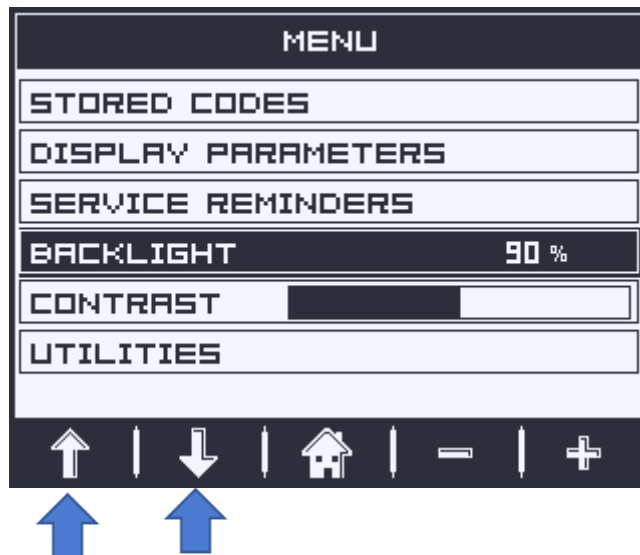 MENU
STORED CODES
DISPLAY PARAMETERS
SERVICE REMINDERS
BACKLIGHT 90 %
CONTRAST
UTILITIES